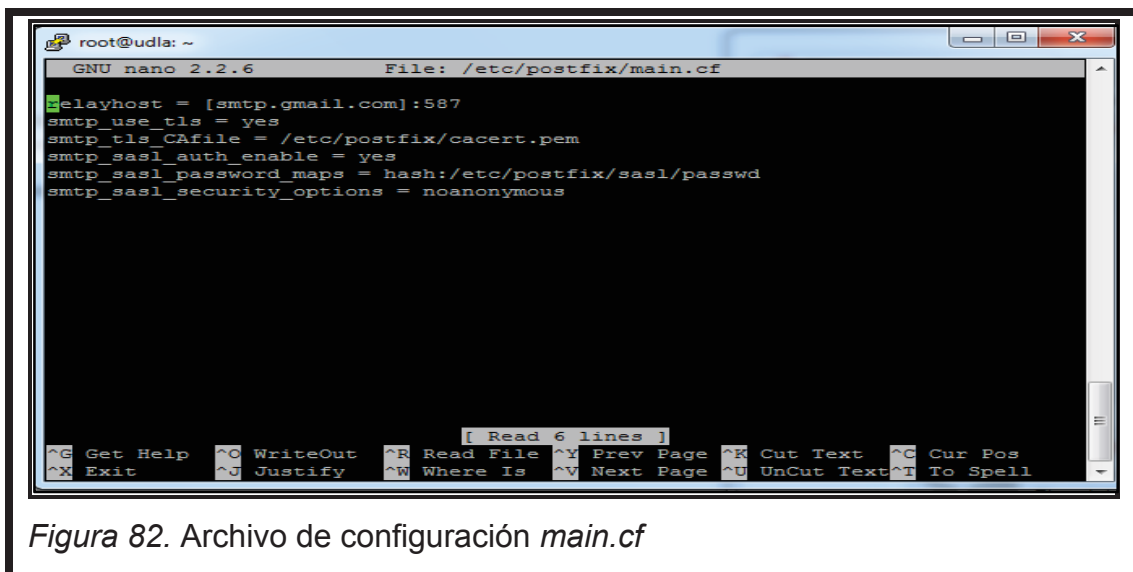 root@udla: ~
GNU nano 2.2.6 File: /etc/postfix/main.cf
relayhost = [smtp.gmail.com]:587
smtp_use_tls = yes
smtp_tls_CAfile = /etc/postfix/cacert.pem
smtp_sasl_auth_enable = yes
smtp_sasl_password_maps = hash:/etc/postfix/sasl/passwd
smtp_sasl_security_options = noanonymous
[ Read 6 lines ]
^G Get Help ^O WriteOut ^R Read File ^Y Prev Page ^K Cut Text ^C Cur Pos
^X Exit ^J Justify ^W Where Is ^V Next Page ^U UnCut Text ^T To Spell
Figura 82. Archivo de configuración main.cf